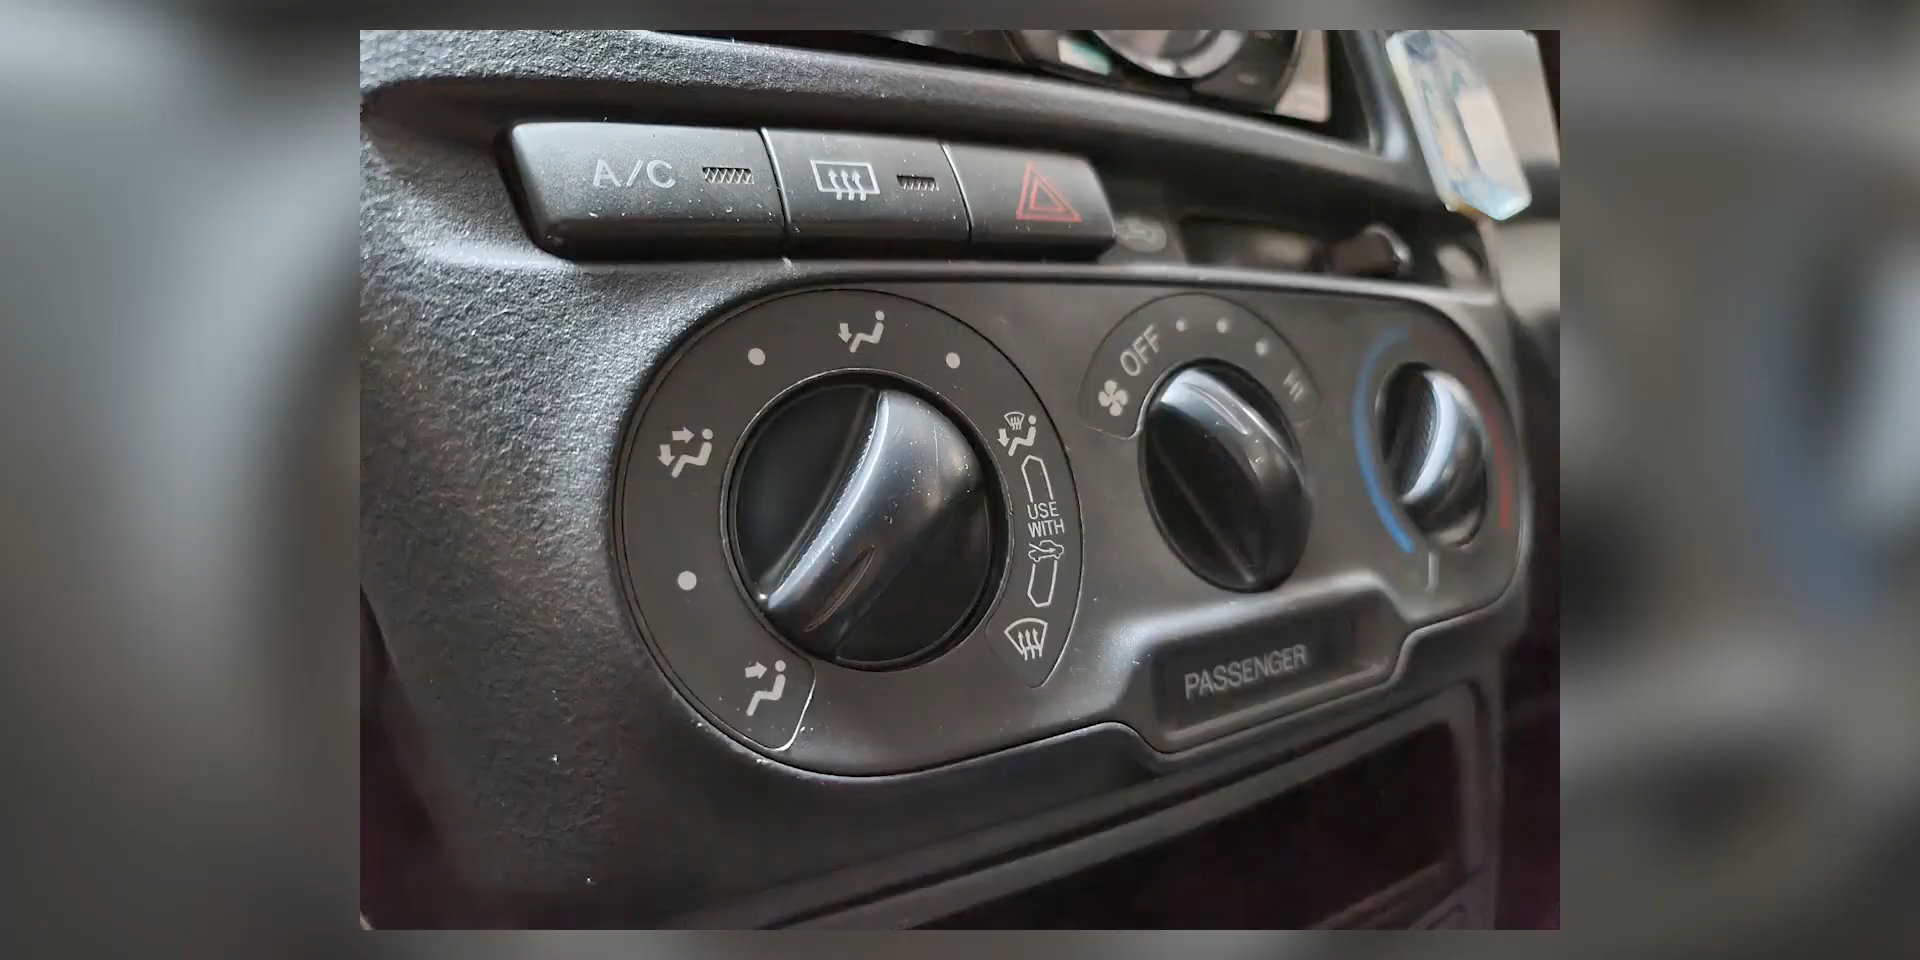 A/C
OFF
HI
USE
WITH
PASSENGER